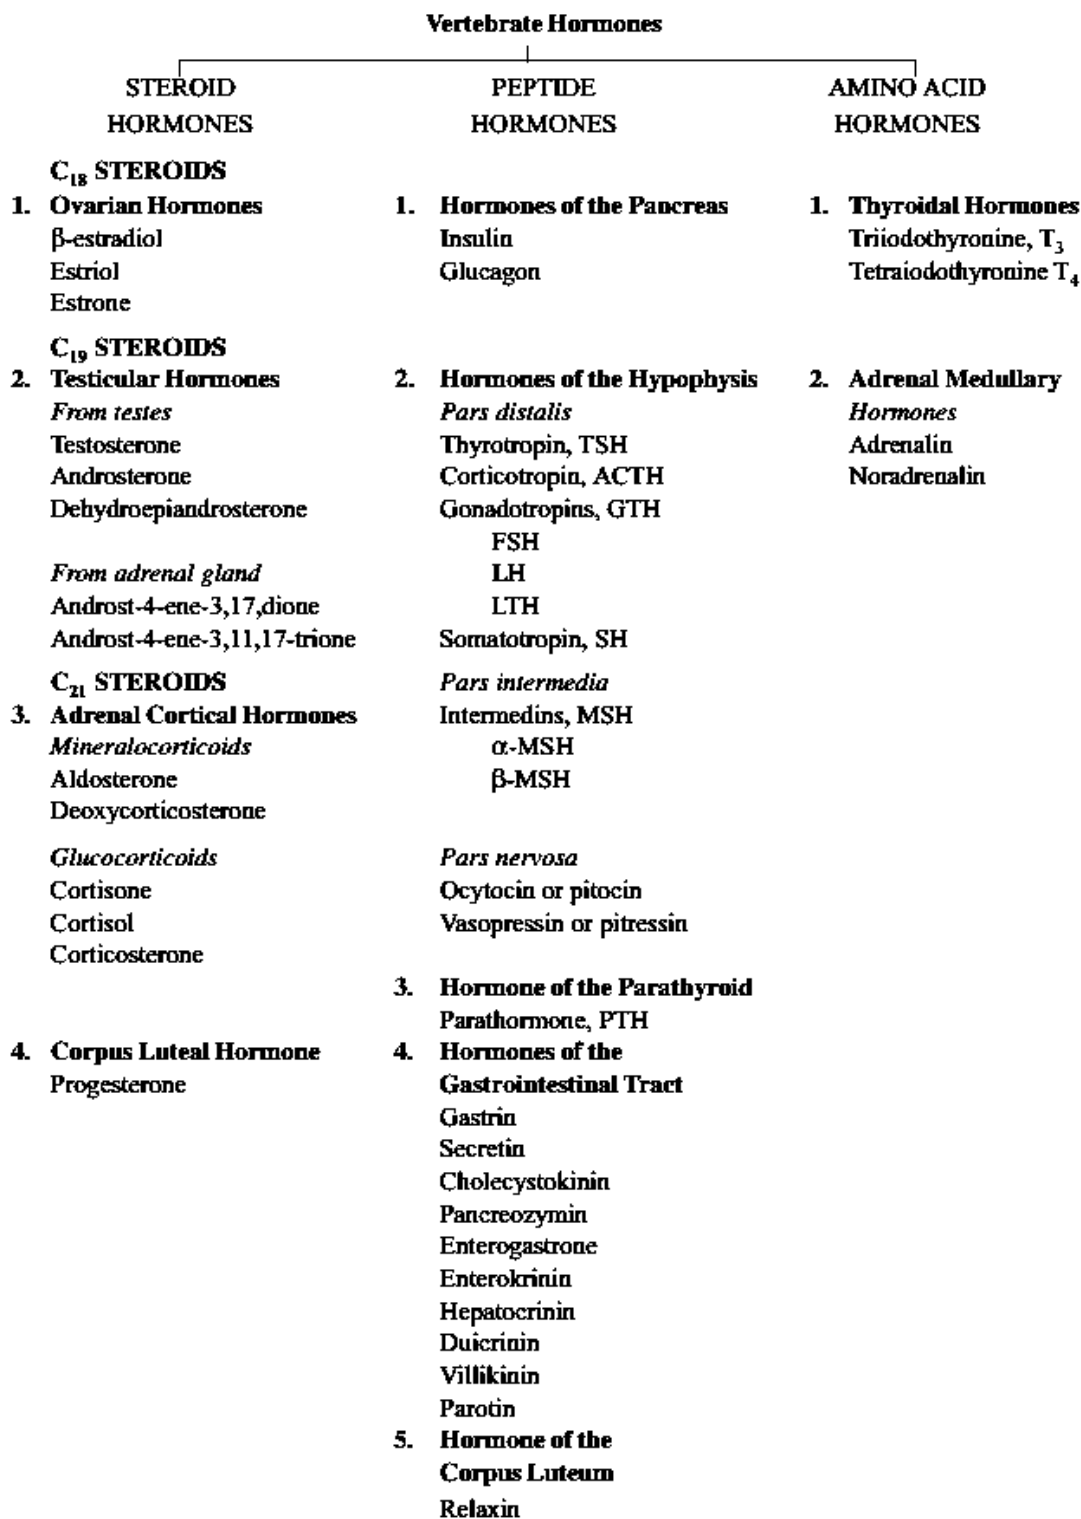 Vertebrate Hormones
STEROID
HORMONES
C₁₈ STEROIDS
1. Ovarian Hormones
β-estradiol
Estriol
Estrone
C₁₉ STEROIDS
2. Testicular Hormones
From testes
Testosterone
Androsterone
Dehydroepiandrosterone
From adrenal gland
Androst-4-ene-3,17,dione
Androst-4-ene-3,11,17-trione
C₂₁ STEROIDS
3. Adrenal Cortical Hormones
Mineralocorticoids
Aldosterone
Deoxycorticosterone
Glucocorticoids
Cortisone
Cortisol
Corticosterone
4. Corpus Luteal Hormone
Progesterone
PEPTIDE
HORMONES
1. Hormones of the Pancreas
Insulin
Glucagon
2. Hormones of the Hypophysis
Pars distalis
Thyrotropin, TSH
Corticotropin, ACTH
Gonadotropins, GTH
FSH
LH
LTH
Somatotropin, SH
Pars intermedia
Intermedins, MSH
α-MSH
β-MSH
Pars nervosa
Ocytocin or pitocin
Vasopressin or pitressin
3. Hormone of the Parathyroid
Parathormone, PTH
4. Hormones of the
Gastrointestinal Tract
Gastrin
Secretin
Cholecystokinin
Pancreozymin
Enterogastrone
Enterokrinin
Hepatocrinin
Duicrinin
Villikinin
Parotin
5. Hormone of the
Corpus Luteum
Relaxin
AMINO ACID
HORMONES
1. Thyroidal Hormones
Triiodothyronine, T₃
Tetraiodothyronine T₄
2. Adrenal Medullary
Hormones
Adrenalin
Noradrenalin